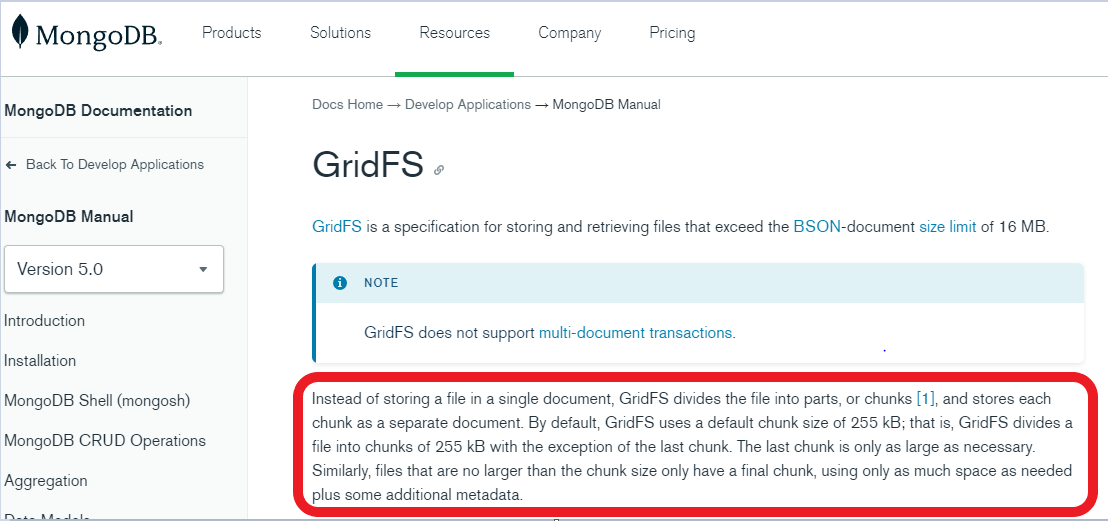 MongoDB.
Products
Solutions
Resources
Company
Pricing
MongoDB Documentation
← Back To Develop Applications
MongoDB Manual
Version 5.0
Introduction
Installation
MongoDB Shell (mongosh)
MongoDB CRUD Operations
Aggregation
Data Models
Docs Home → Develop Applications → MongoDB Manual
GridFS
GridFS is a specification for storing and retrieving files that exceed the BSON-document size limit of 16 MB.
NOTE
GridFS does not support multi-document transactions.
Instead of storing a file in a single document, GridFS divides the file into parts, or chunks [1], and stores each
chunk as a separate document. By default, GridFS uses a default chunk size of 255 kB; that is, GridFS divides a
file into chunks of 255 kB with the exception of the last chunk. The last chunk is only as large as necessary.
Similarly, files that are no larger than the chunk size only have a final chunk, using only as much space as needed
plus some additional metadata.